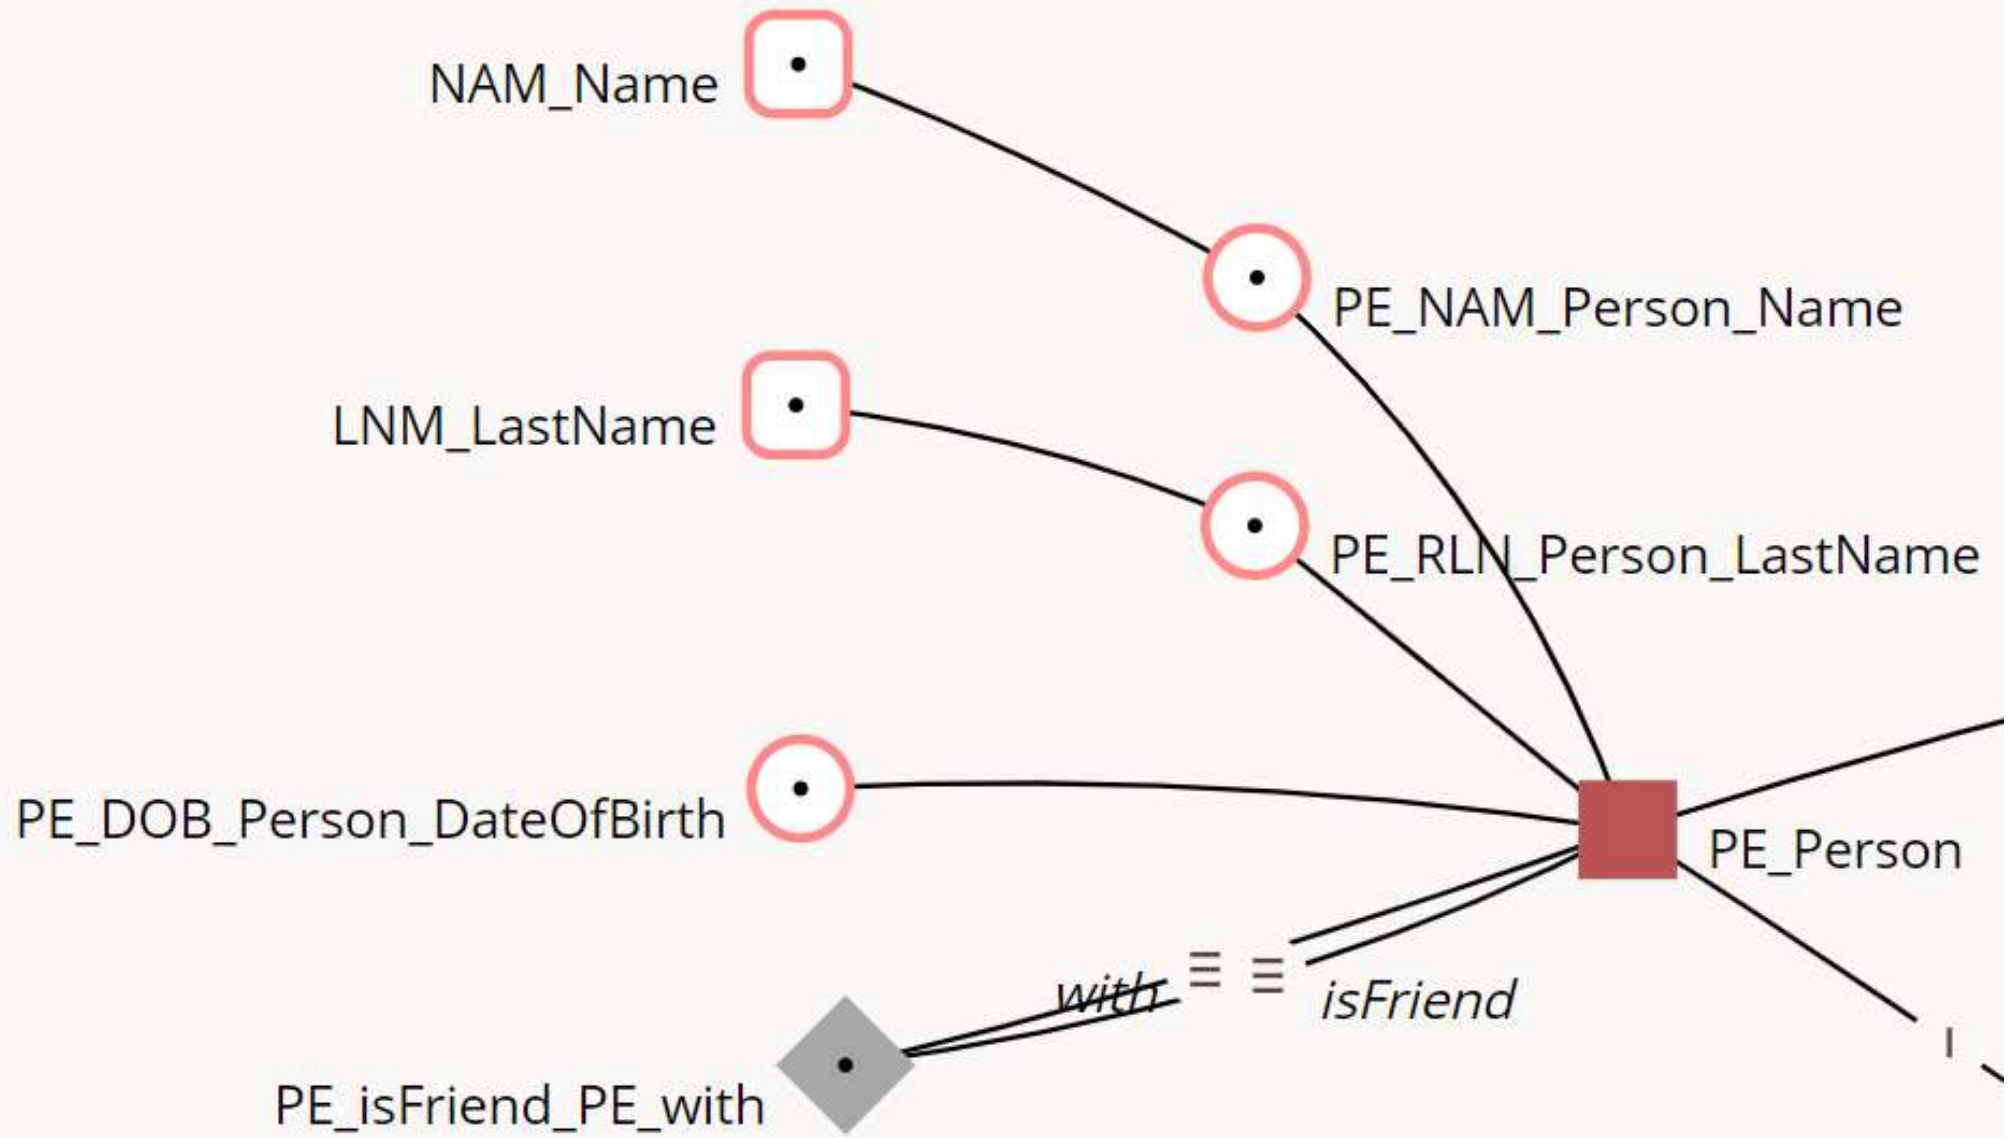 NAM_Name
PE_NAM_Person_Name
LNM_LastName
PE_RLN_Person_LastName
PE_DOB_Person_DateOfBirth
PE_Person
with
isFriend
PE_isFriend_PE_with